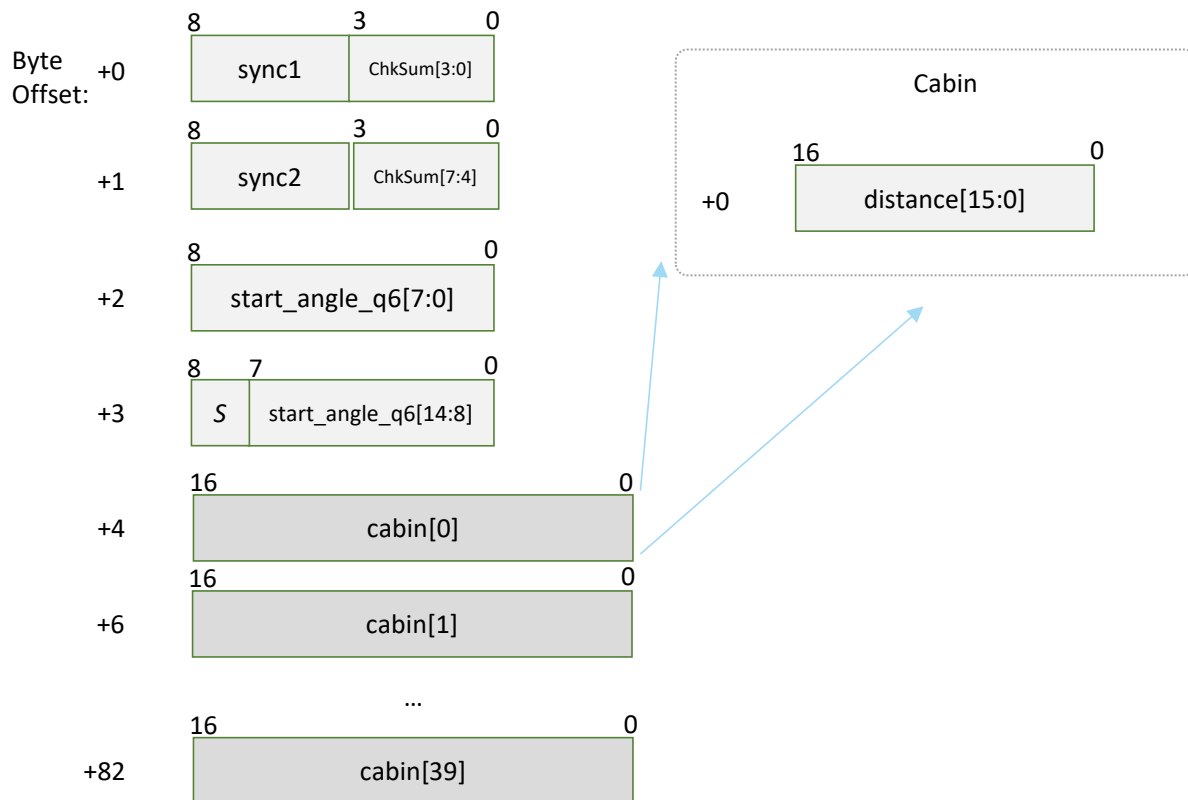 8 3 0
Byte
Offset:
+0 sync1 ChkSum[3:0]
8 3 0
+1 sync2 ChkSum[7:4]
8 0
+2 start_angle_q6[7:0]
8 7 0
+3 S start_angle_q6[14:8]
16 0
+4 cabin[0]
16 0
+6 cabin[1]
...
16 0
+82 cabin[39]
Cabin
16 0
+0 distance[15:0]